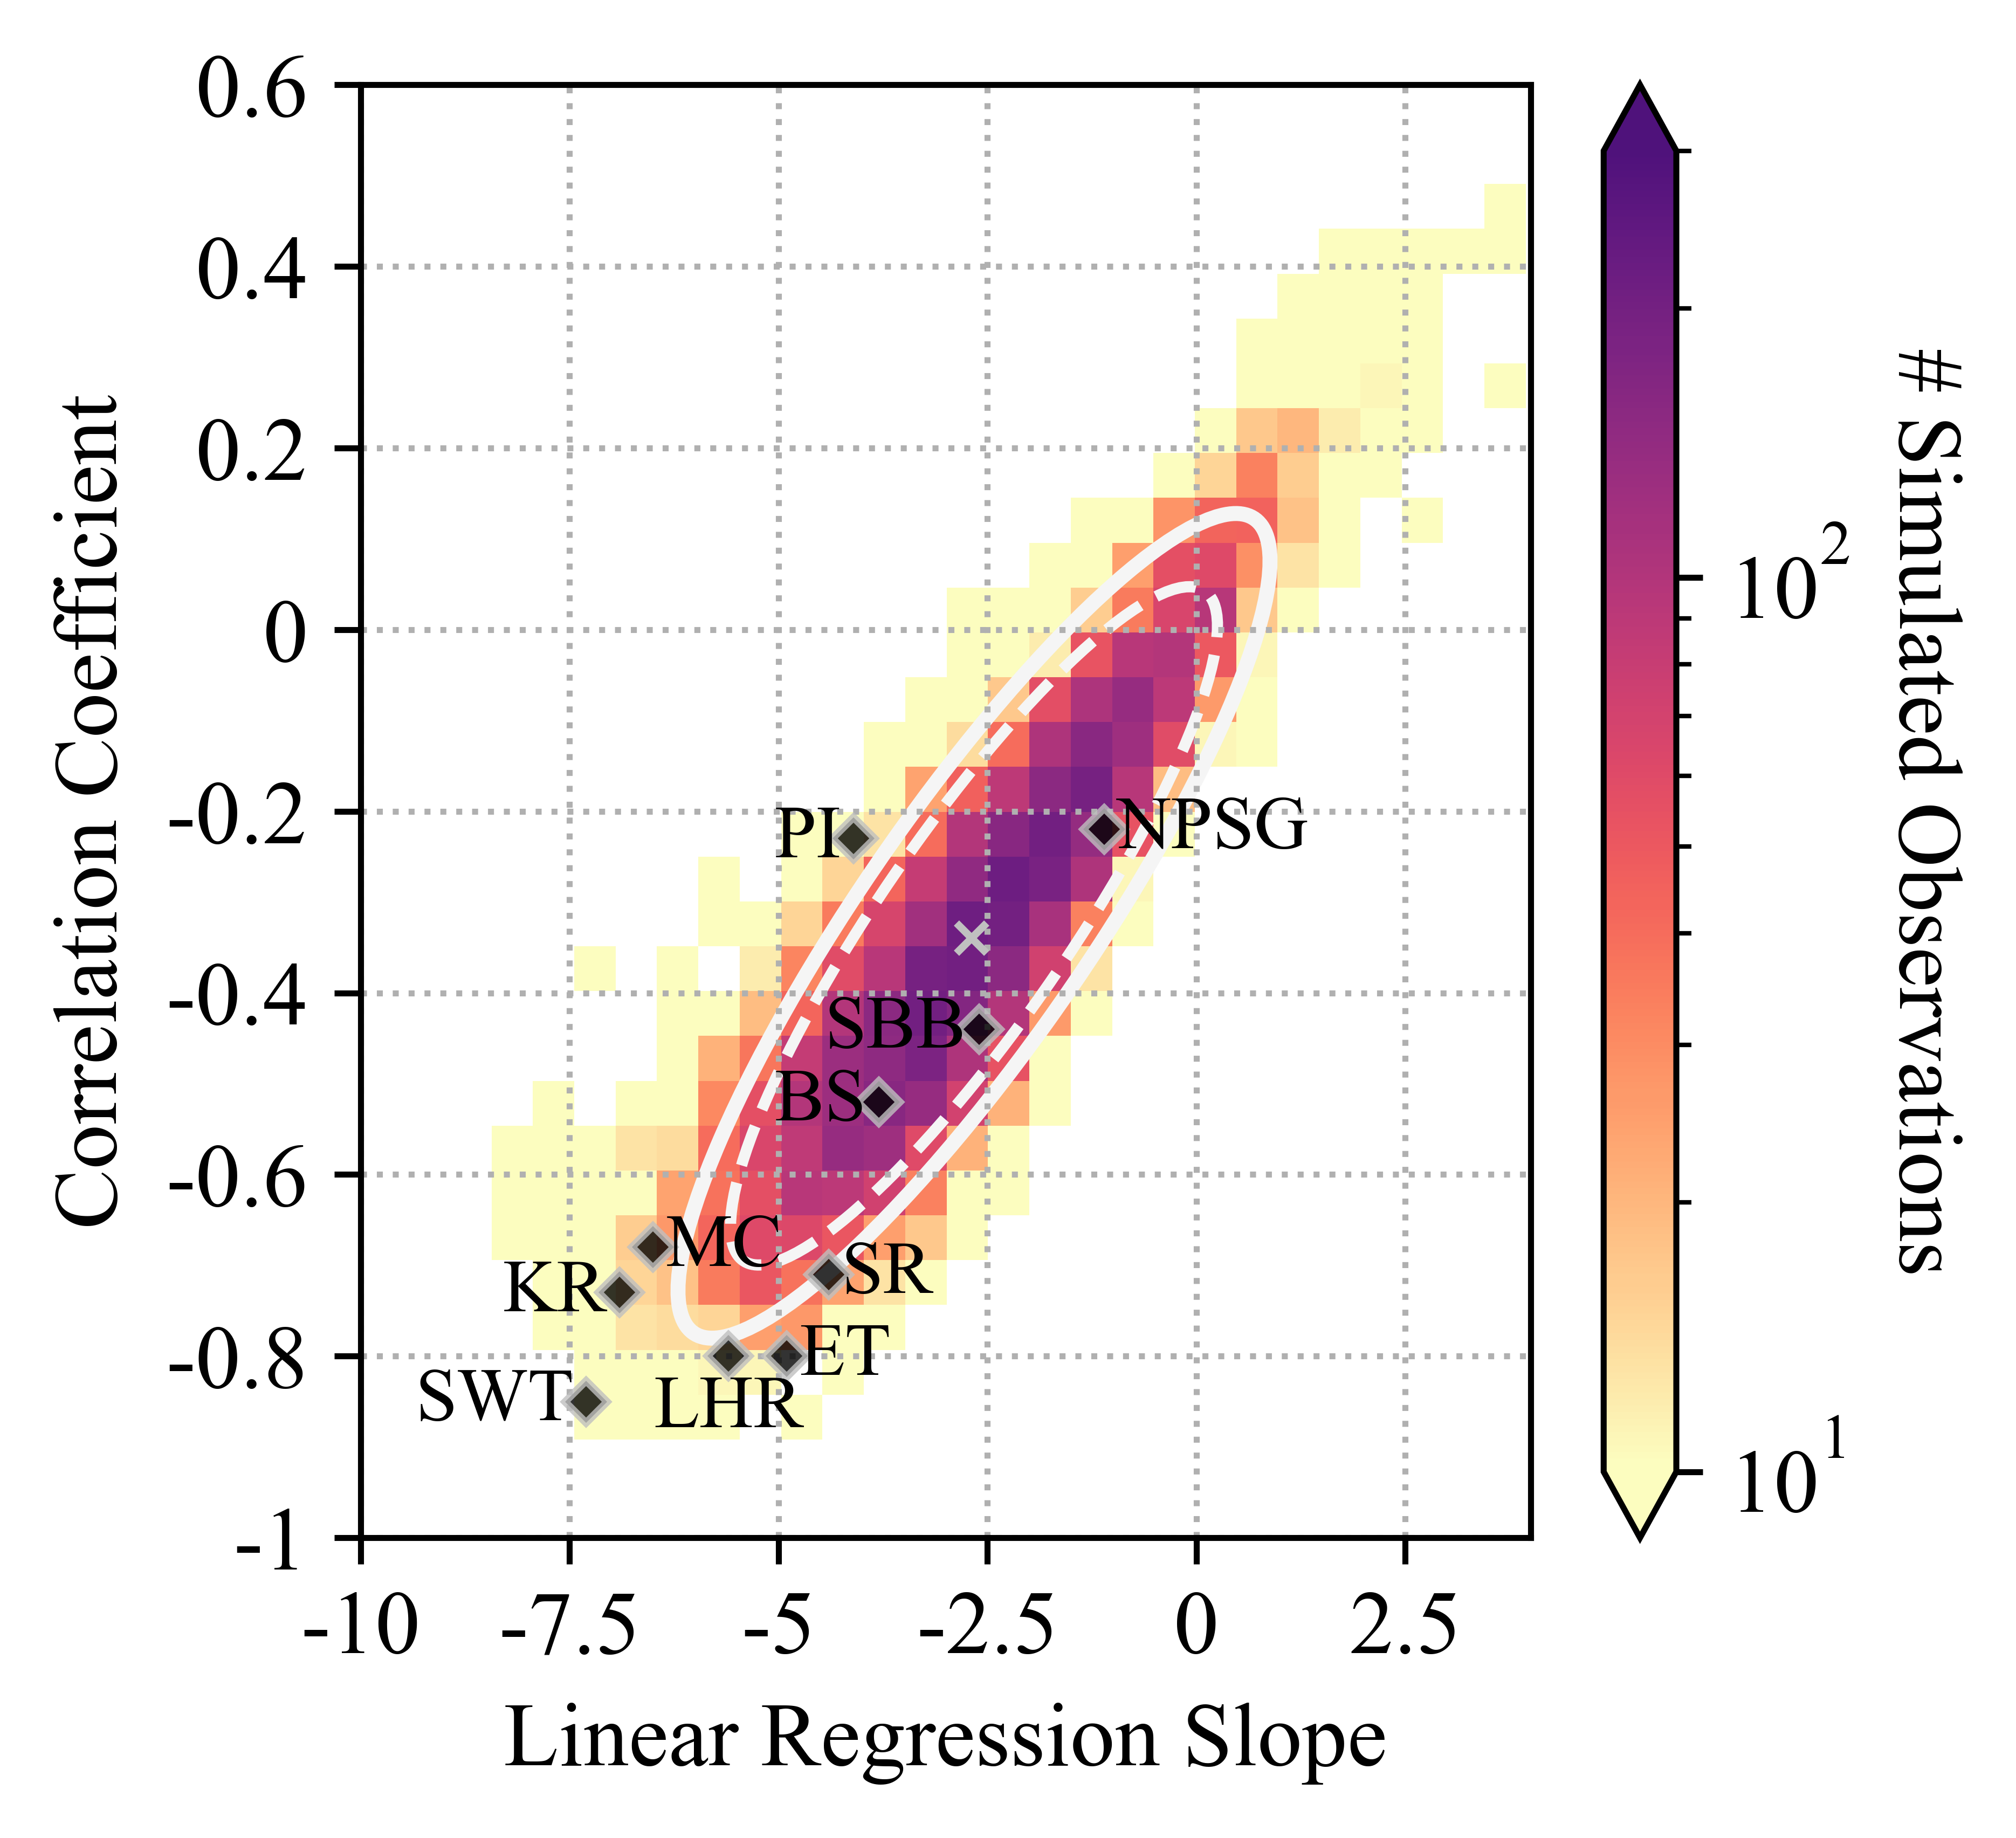 0.6
0.4
0.2
0
-0.2
-0.4
-0.6
-0.8
-1
Correlation Coefficient
PI
NPSG
SBB
BS
MC
KR
SR
ET
SWT
LHR
-10
-7.5
-5
-2.5
0
2.5
Linear Regression Slope
10²
10¹
# Simulated Observations